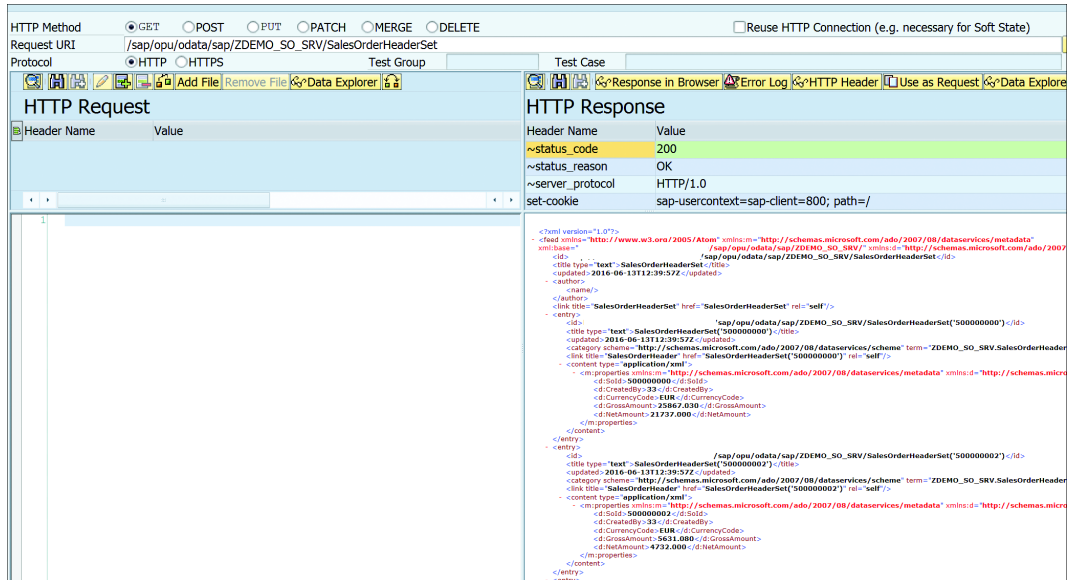 HTTP Method GET POST PUT PATCH MERGE DELETE Reuse HTTP Connection (e.g. necessary for Soft State)
Request URI /sap/opu/odata/sap/ZDEMO_SO_SRV/SalesOrderHeaderSet
Protocol HTTP HTTPS Test Group Test Case
Add File Remove File Data Explorer
Response in Browser Error Log HTTP Header Use as Request Data Explore
HTTP Request
HTTP Response
Header Name Value
Header Name Value
~status_code 200
~status_reason OK
~server_protocol HTTP/1.0
set-cookie sap-usercontext=sap-client=800; path=/
1
<?xml version="1.0"?>
- <feed xmlns="http://www.w3.org/2005/Atom" xmlns:m="http://schemas.microsoft.com/ado/2007/08/dataservices/metadata"
xml:base=" /sap/opu/odata/sap/ZDEMO_SO_SRV/" xmlns:d="http://schemas.microsoft.com/ado/2007
<id> /sap/opu/odata/sap/ZDEMO_SO_SRV/SalesOrderHeaderSet</id>
<title type="text">SalesOrderHeaderSet</title>
<updated>2016-06-13T12:39:57Z</updated>
- <author>
<name/>
</author>
<link title="SalesOrderHeaderSet" href="SalesOrderHeaderSet" rel="self"/>
- <entry>
<id> 'sap/opu/odata/sap/ZDEMO_SO_SRV/SalesOrderHeaderSet('500000000')</id>
<title type="text">SalesOrderHeaderSet('500000000')</title>
<updated>2016-06-13T12:39:57Z</updated>
<category scheme="http://schemas.microsoft.com/ado/2007/08/dataservices/scheme" term="ZDEMO_SO_SRV.SalesOrderHeader
<link title="SalesOrderHeader" href="SalesOrderHeaderSet('500000000')" rel="self"/>
- <content type="application/xml">
- <m:properties xmlns:m="http://schemas.microsoft.com/ado/2007/08/dataservices/metadata" xmlns:d="http://schemas.micro
<d:SoId>500000000</d:SoId>
<d:CreatedBy>33</d:CreatedBy>
<d:CurrencyCode>EUR</d:CurrencyCode>
<d:GrossAmount>25867.030</d:GrossAmount>
<d:NetAmount>21737.000</d:NetAmount>
</m:properties>
</content>
</entry>
- <entry>
<id> /sap/opu/odata/sap/ZDEMO_SO_SRV/SalesOrderHeaderSet('500000002')</id>
<title type="text">SalesOrderHeaderSet('500000002')</title>
<updated>2016-06-13T12:39:57Z</updated>
<category scheme="http://schemas.microsoft.com/ado/2007/08/dataservices/scheme" term="ZDEMO_SO_SRV.SalesOrderHeader
<link title="SalesOrderHeader" href="SalesOrderHeaderSet('500000002')" rel="self"/>
- <content type="application/xml">
- <m:properties xmlns:m="http://schemas.microsoft.com/ado/2007/08/dataservices/metadata" xmlns:d="http://schemas.micro
<d:SoId>500000002</d:SoId>
<d:CreatedBy>33</d:CreatedBy>
<d:CurrencyCode>EUR</d:CurrencyCode>
<d:GrossAmount>5631.080</d:GrossAmount>
<d:NetAmount>4732.000</d:NetAmount>
</m:properties>
</content>
</entry>